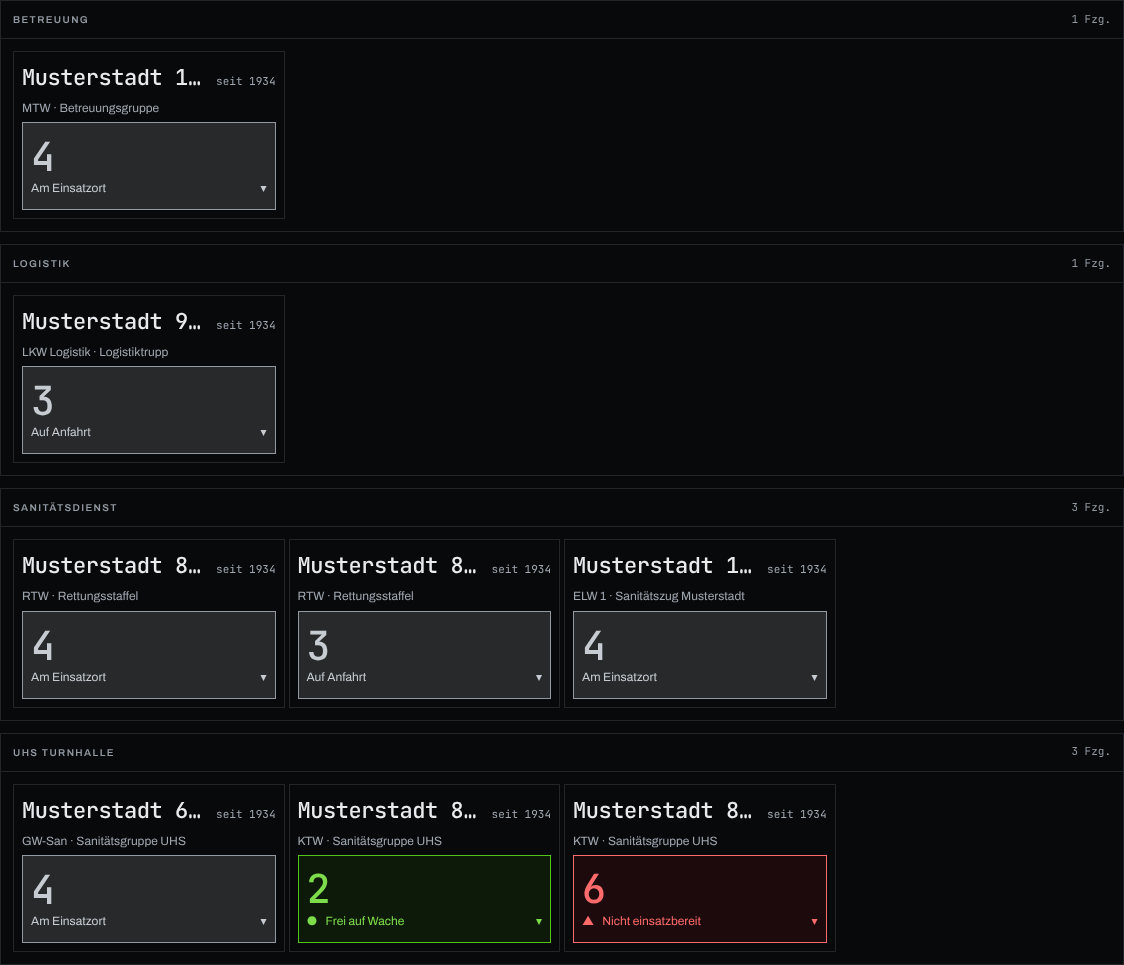 BETREUUNG 1 Fzg.
Musterstadt 1… seit 1934
MTW · Betreuungsgruppe
4
Am Einsatzort ▼
LOGISTIK 1 Fzg.
Musterstadt 9… seit 1934
LKW Logistik · Logistiktrupp
3
Auf Anfahrt ▼
SANITÄTSDIENST 3 Fzg.
Musterstadt 8… seit 1934
RTW · Rettungsstaffel
4
Am Einsatzort ▼
Musterstadt 8… seit 1934
RTW · Rettungsstaffel
3
Auf Anfahrt ▼
Musterstadt 1… seit 1934
ELW 1 · Sanitätszug Musterstadt
4
Am Einsatzort ▼
UHS TURNHALLE 3 Fzg.
Musterstadt 6… seit 1934
GW-San · Sanitätsgruppe UHS
4
Am Einsatzort ▼
Musterstadt 8… seit 1934
KTW · Sanitätsgruppe UHS
2
● Frei auf Wache ▼
Musterstadt 8… seit 1934
KTW · Sanitätsgruppe UHS
6
▲ Nicht einsatzbereit ▼